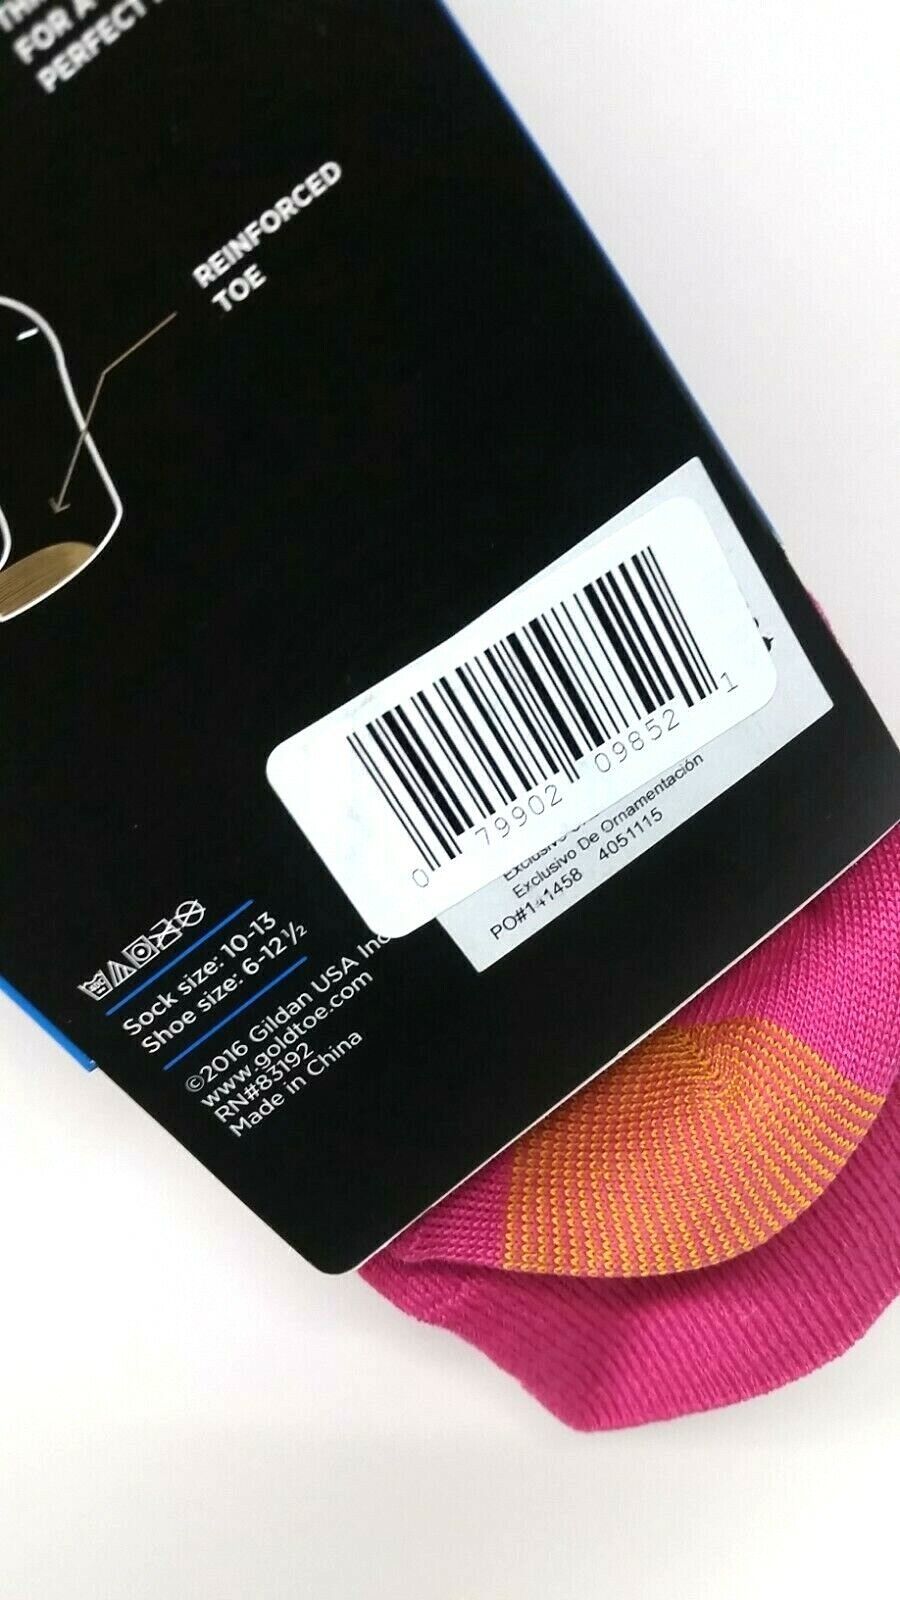 FOR A
PERFECT
REINFORCED
TOE
0 79902 09852 1
Exclusivo De Ornamentación
PO#141458 4051115
Sock size: 10-13
Shoe size: 6-12½
©2016 Gildan USA Inc
www.goldtoe.com
RN#83192
Made in China